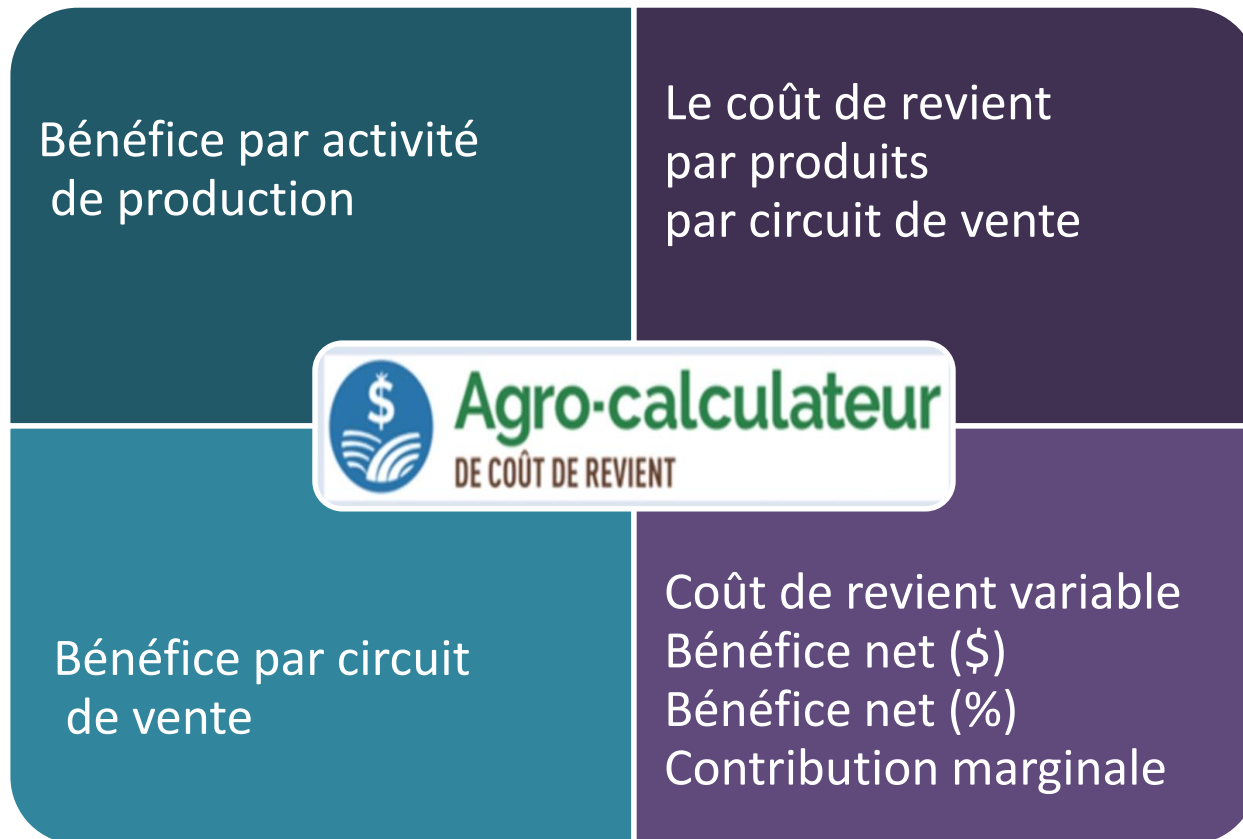 Bénéfice par activité
de production
Le coût de revient
par produits
par circuit de vente
$
Agro-calculateur
DE COÛT DE REVIENT
Bénéfice par circuit
de vente
Coût de revient variable
Bénéfice net ($)
Bénéfice net (%)
Contribution marginale